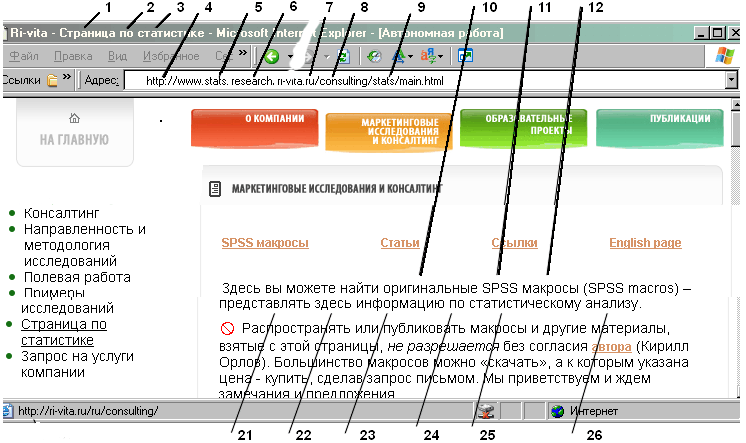 1 2 3 4 5 6 7 8 9 10 11 12
Ri-vita - Страница по статистике - Microsoft Internet Explorer - [Автономная работа]
Файл Правка Вид Избранное »
Ссылки » Адрес: http://www.stats. research. ri-vita.ru/consulting/stats/main.html
НА ГЛАВНУЮ
О КОМПАНИИ
МАРКЕТИНГОВЫЕ
ИССЛЕДОВАНИЯ
И КОНСАЛТИНГ
ОБРАЗОВАТЕЛЬНЫЕ
ПРОЕКТЫ
ПУБЛИКАЦИИ
МАРКЕТИНГОВЫЕ ИССЛЕДОВАНИЯ И КОНСАЛТИНГ
Консалтинг
Направленность и
методология
исследований
Полевая работа
Примеры
исследований
Страница по
статистике
Запрос на услуги
компании
SPSS макросы Статьи Ссылки English page
Здесь вы можете найти оригинальные SPSS макросы (SPSS macros) –
представлять здесь информацию по статистическому анализу.
Распространять или публиковать макросы и другие материалы,
взятые с этой страницы, не разрешается без согласия автора (Кирилл
Орлов). Большинство макросов можно «скачать», а к которым указана
цена - купить, сделав запрос письмом. Мы приветствуем и ждем
замечания и предложения
http://ri-vita.ru/ru/consulting/ Интернет
21 22 23 24 25 26